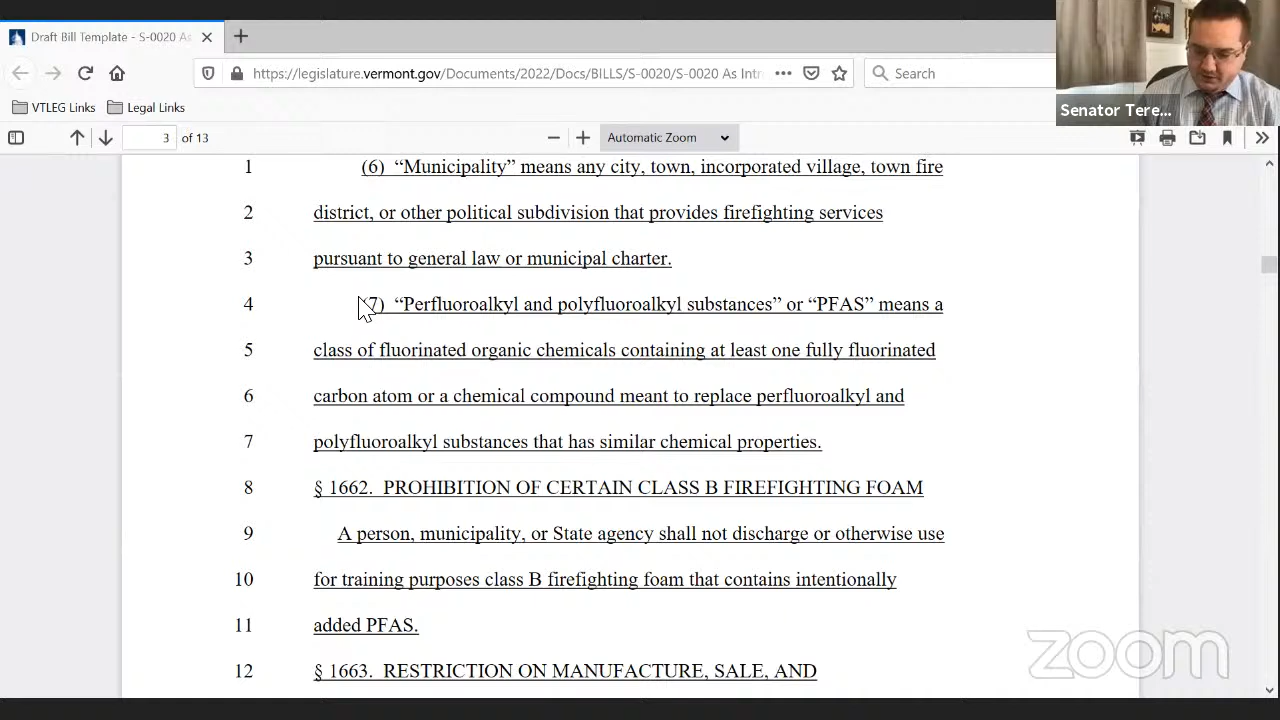 Draft Bill Template - S-0020 As
https://legislature.vermont.gov/Documents/2022/Docs/BILLS/S-0020/S-0020 As Intr
Search
VTLEG Links Legal Links
Senator Tere...
3 of 13
Automatic Zoom
1 (6) “Municipality” means any city, town, incorporated village, town fire
2 district, or other political subdivision that provides firefighting services
3 pursuant to general law or municipal charter.
4 (7) “Perfluoroalkyl and polyfluoroalkyl substances” or “PFAS” means a
5 class of fluorinated organic chemicals containing at least one fully fluorinated
6 carbon atom or a chemical compound meant to replace perfluoroalkyl and
7 polyfluoroalkyl substances that has similar chemical properties.
8 § 1662. PROHIBITION OF CERTAIN CLASS B FIREFIGHTING FOAM
9 A person, municipality, or State agency shall not discharge or otherwise use
10 for training purposes class B firefighting foam that contains intentionally
11 added PFAS.
12 § 1663. RESTRICTION ON MANUFACTURE, SALE, AND
zoom